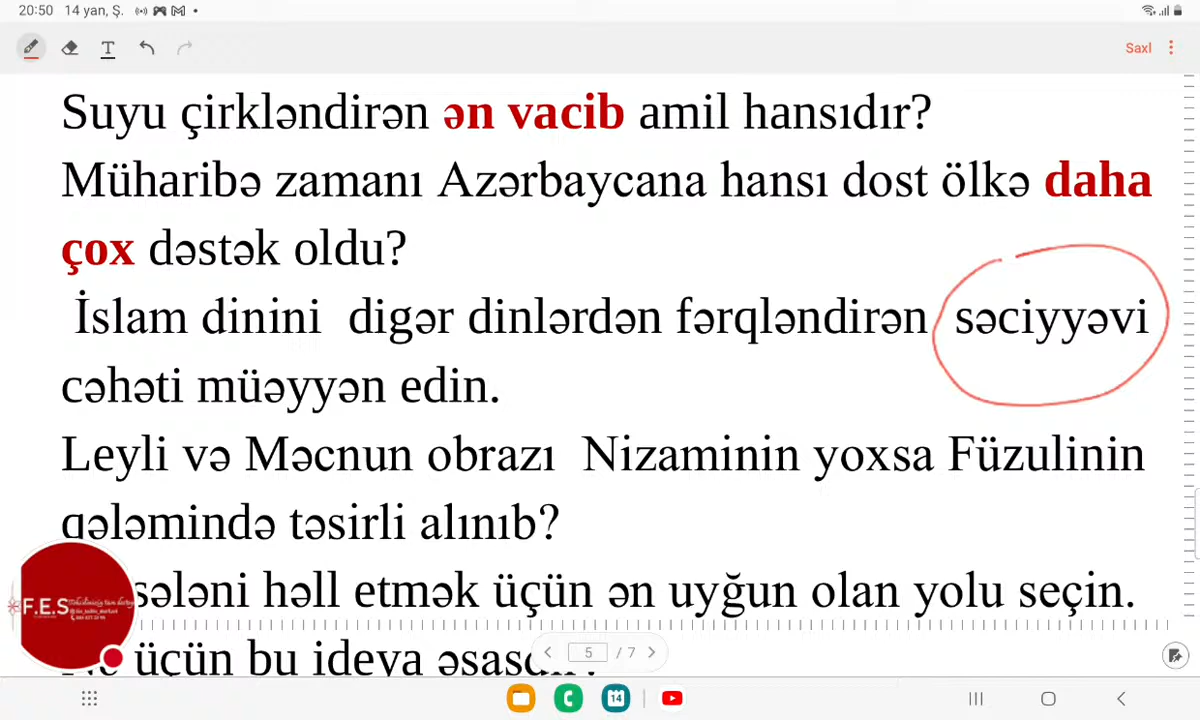 20:50 14 yan, Ş.
T
Saxl
Suyu çirkləndirən ən vacib amil hansıdır?
Müharibə zamanı Azərbaycana hansı dost ölkə daha
çox dəstək oldu?
İslam dinini digər dinlərdən fərqləndirən səciyyəvi
cəhəti müəyyən edin.
Leyli və Məcnun obrazı Nizaminin yoxsa Füzulinin
qələmində təsirli alınıb?
sələni həll etmək üçün ən uyğun olan yolu seçin.
üçün bu ideya
F.E.S
5 / 7
14